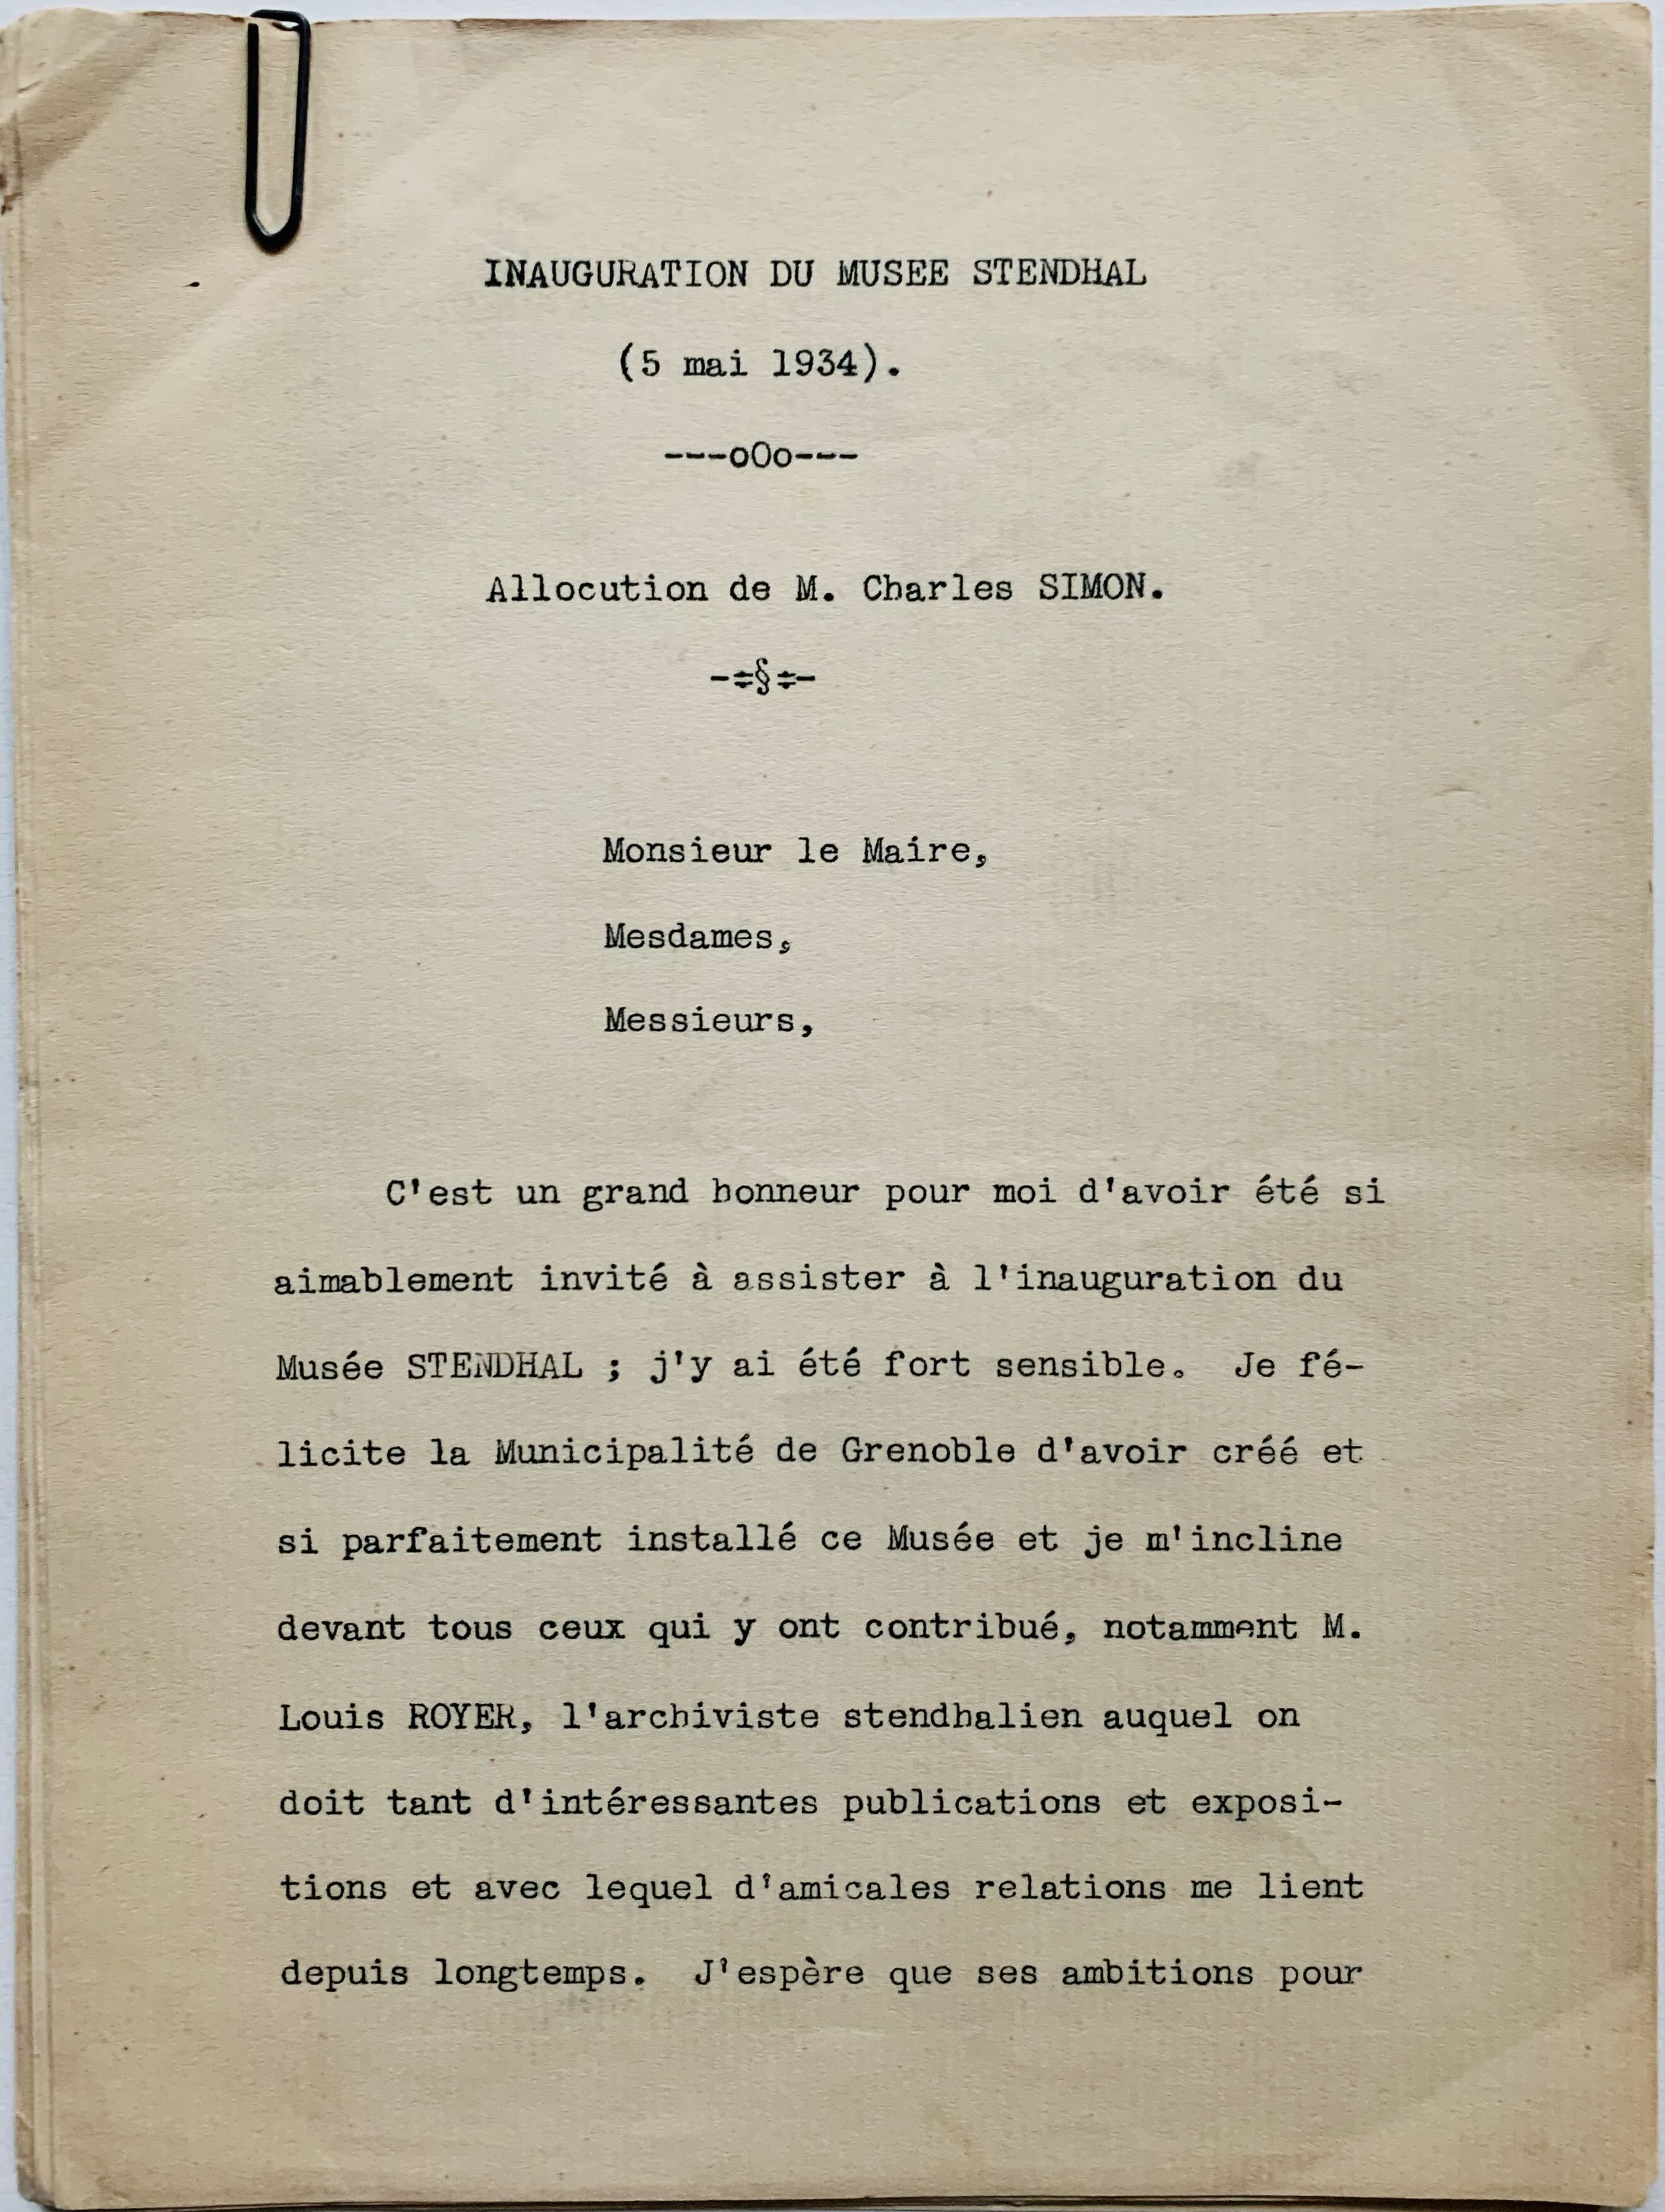 INAUGURATION DU MUSEE STENDHAL
(5 mai 1934).
---oOo---
Allocution de M. Charles SIMON.
-=§=-
Monsieur le Maire,
Mesdames,
Messieurs,
C'est un grand honneur pour moi d'avoir été si
aimablement invité à assister à l'inauguration du
Musée STENDHAL ; j'y ai été fort sensible. Je fé-
licite la Municipalité de Grenoble d'avoir créé et
si parfaitement installé ce Musée et je m'incline
devant tous ceux qui y ont contribué, notamment M.
Louis ROYER, l'archiviste stendhalien auquel on
doit tant d'intéressantes publications et exposi-
tions et avec lequel d'amicales relations me lient
depuis longtemps. J'espère que ses ambitions pour